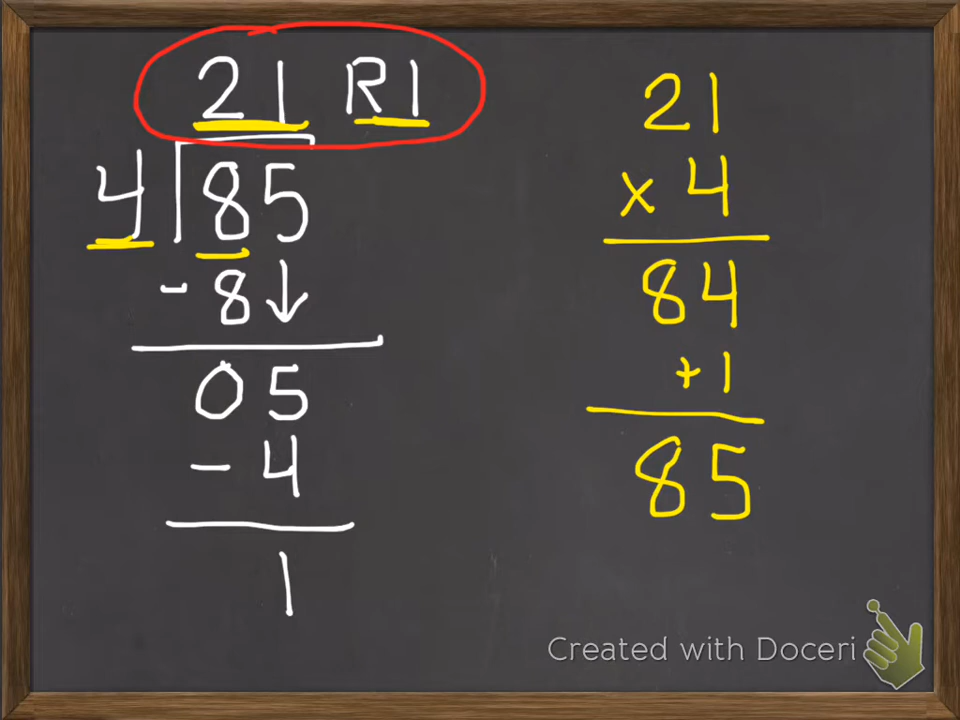 21 R1
4 85
- 8 ↓
05
- 4
1
21
x 4
84
+ 1
85
Created with Doceri